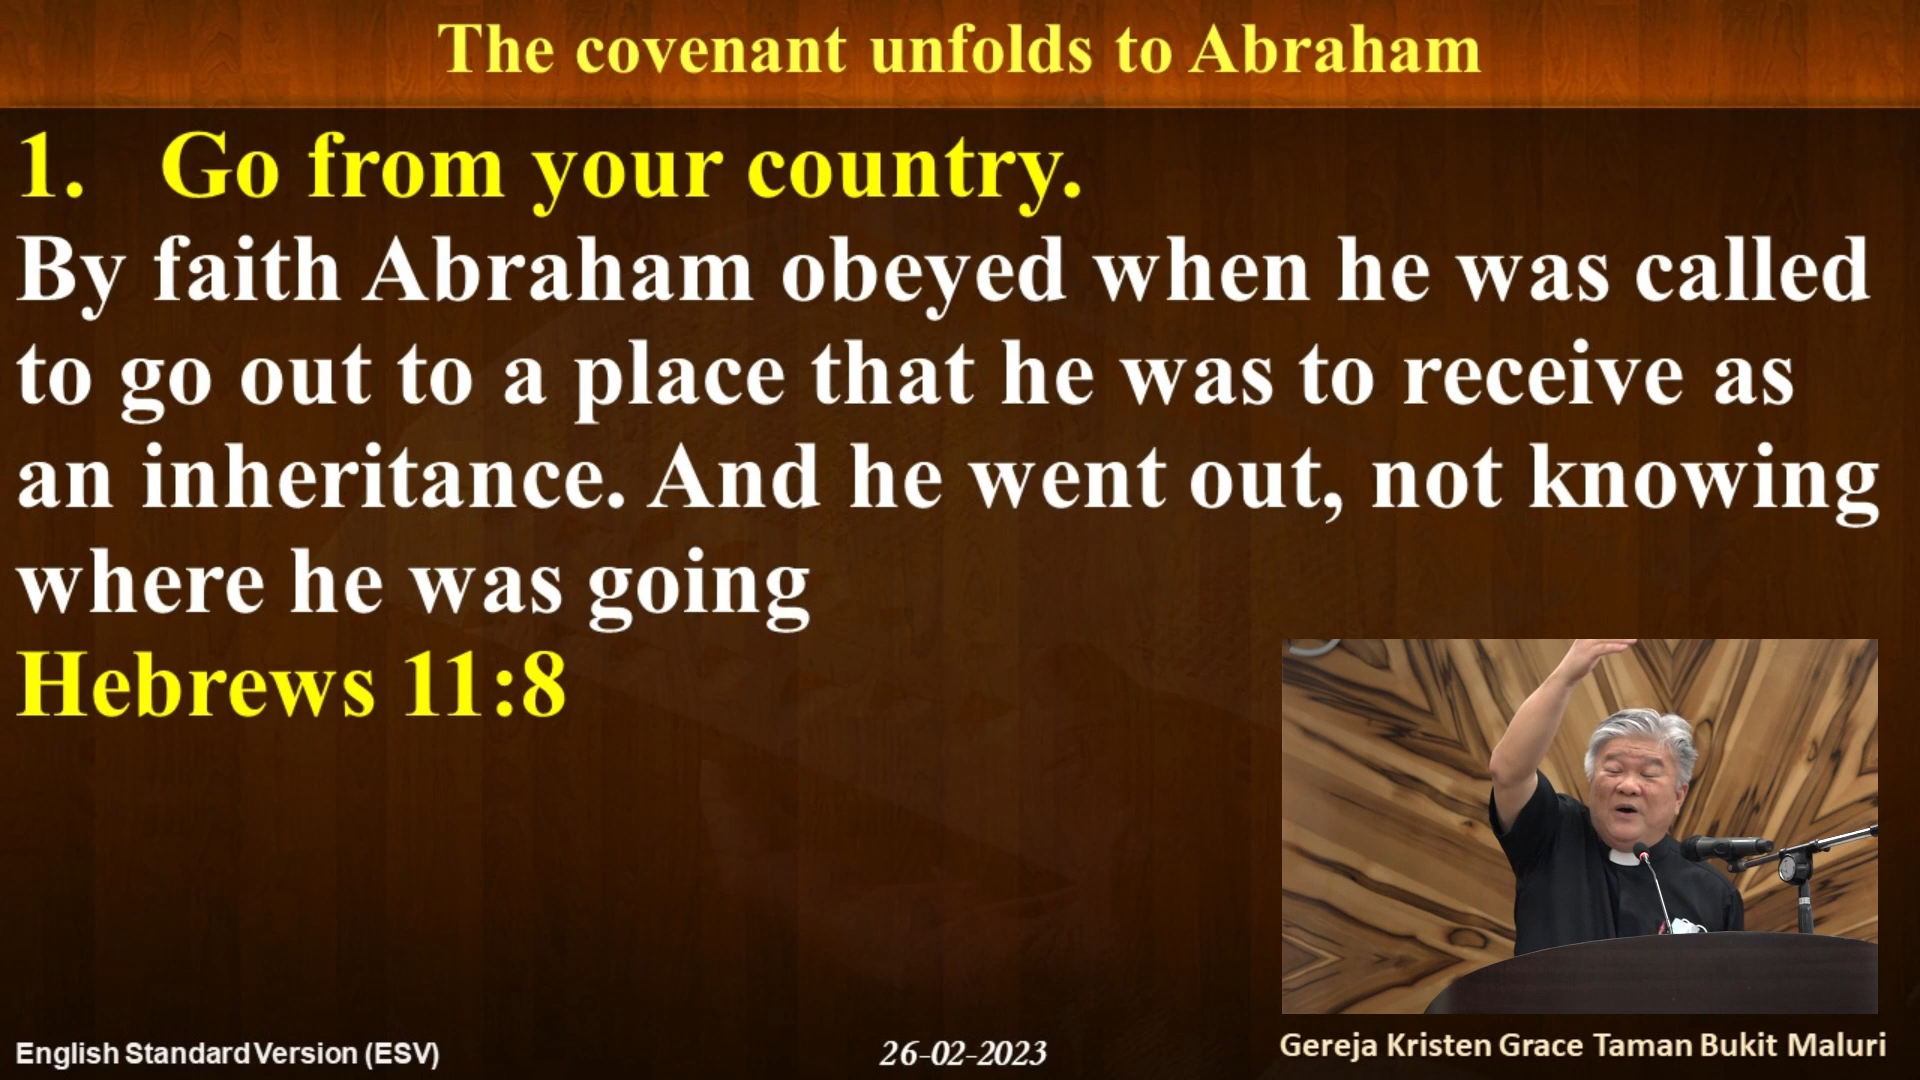 The covenant unfolds to Abraham
1. Go from your country.
By faith Abraham obeyed when he was called
to go out to a place that he was to receive as
an inheritance. And he went out, not knowing
where he was going
Hebrews 11:8
English Standard Version (ESV)
26-02-2023
Gereja Kristen Grace Taman Bukit Maluri